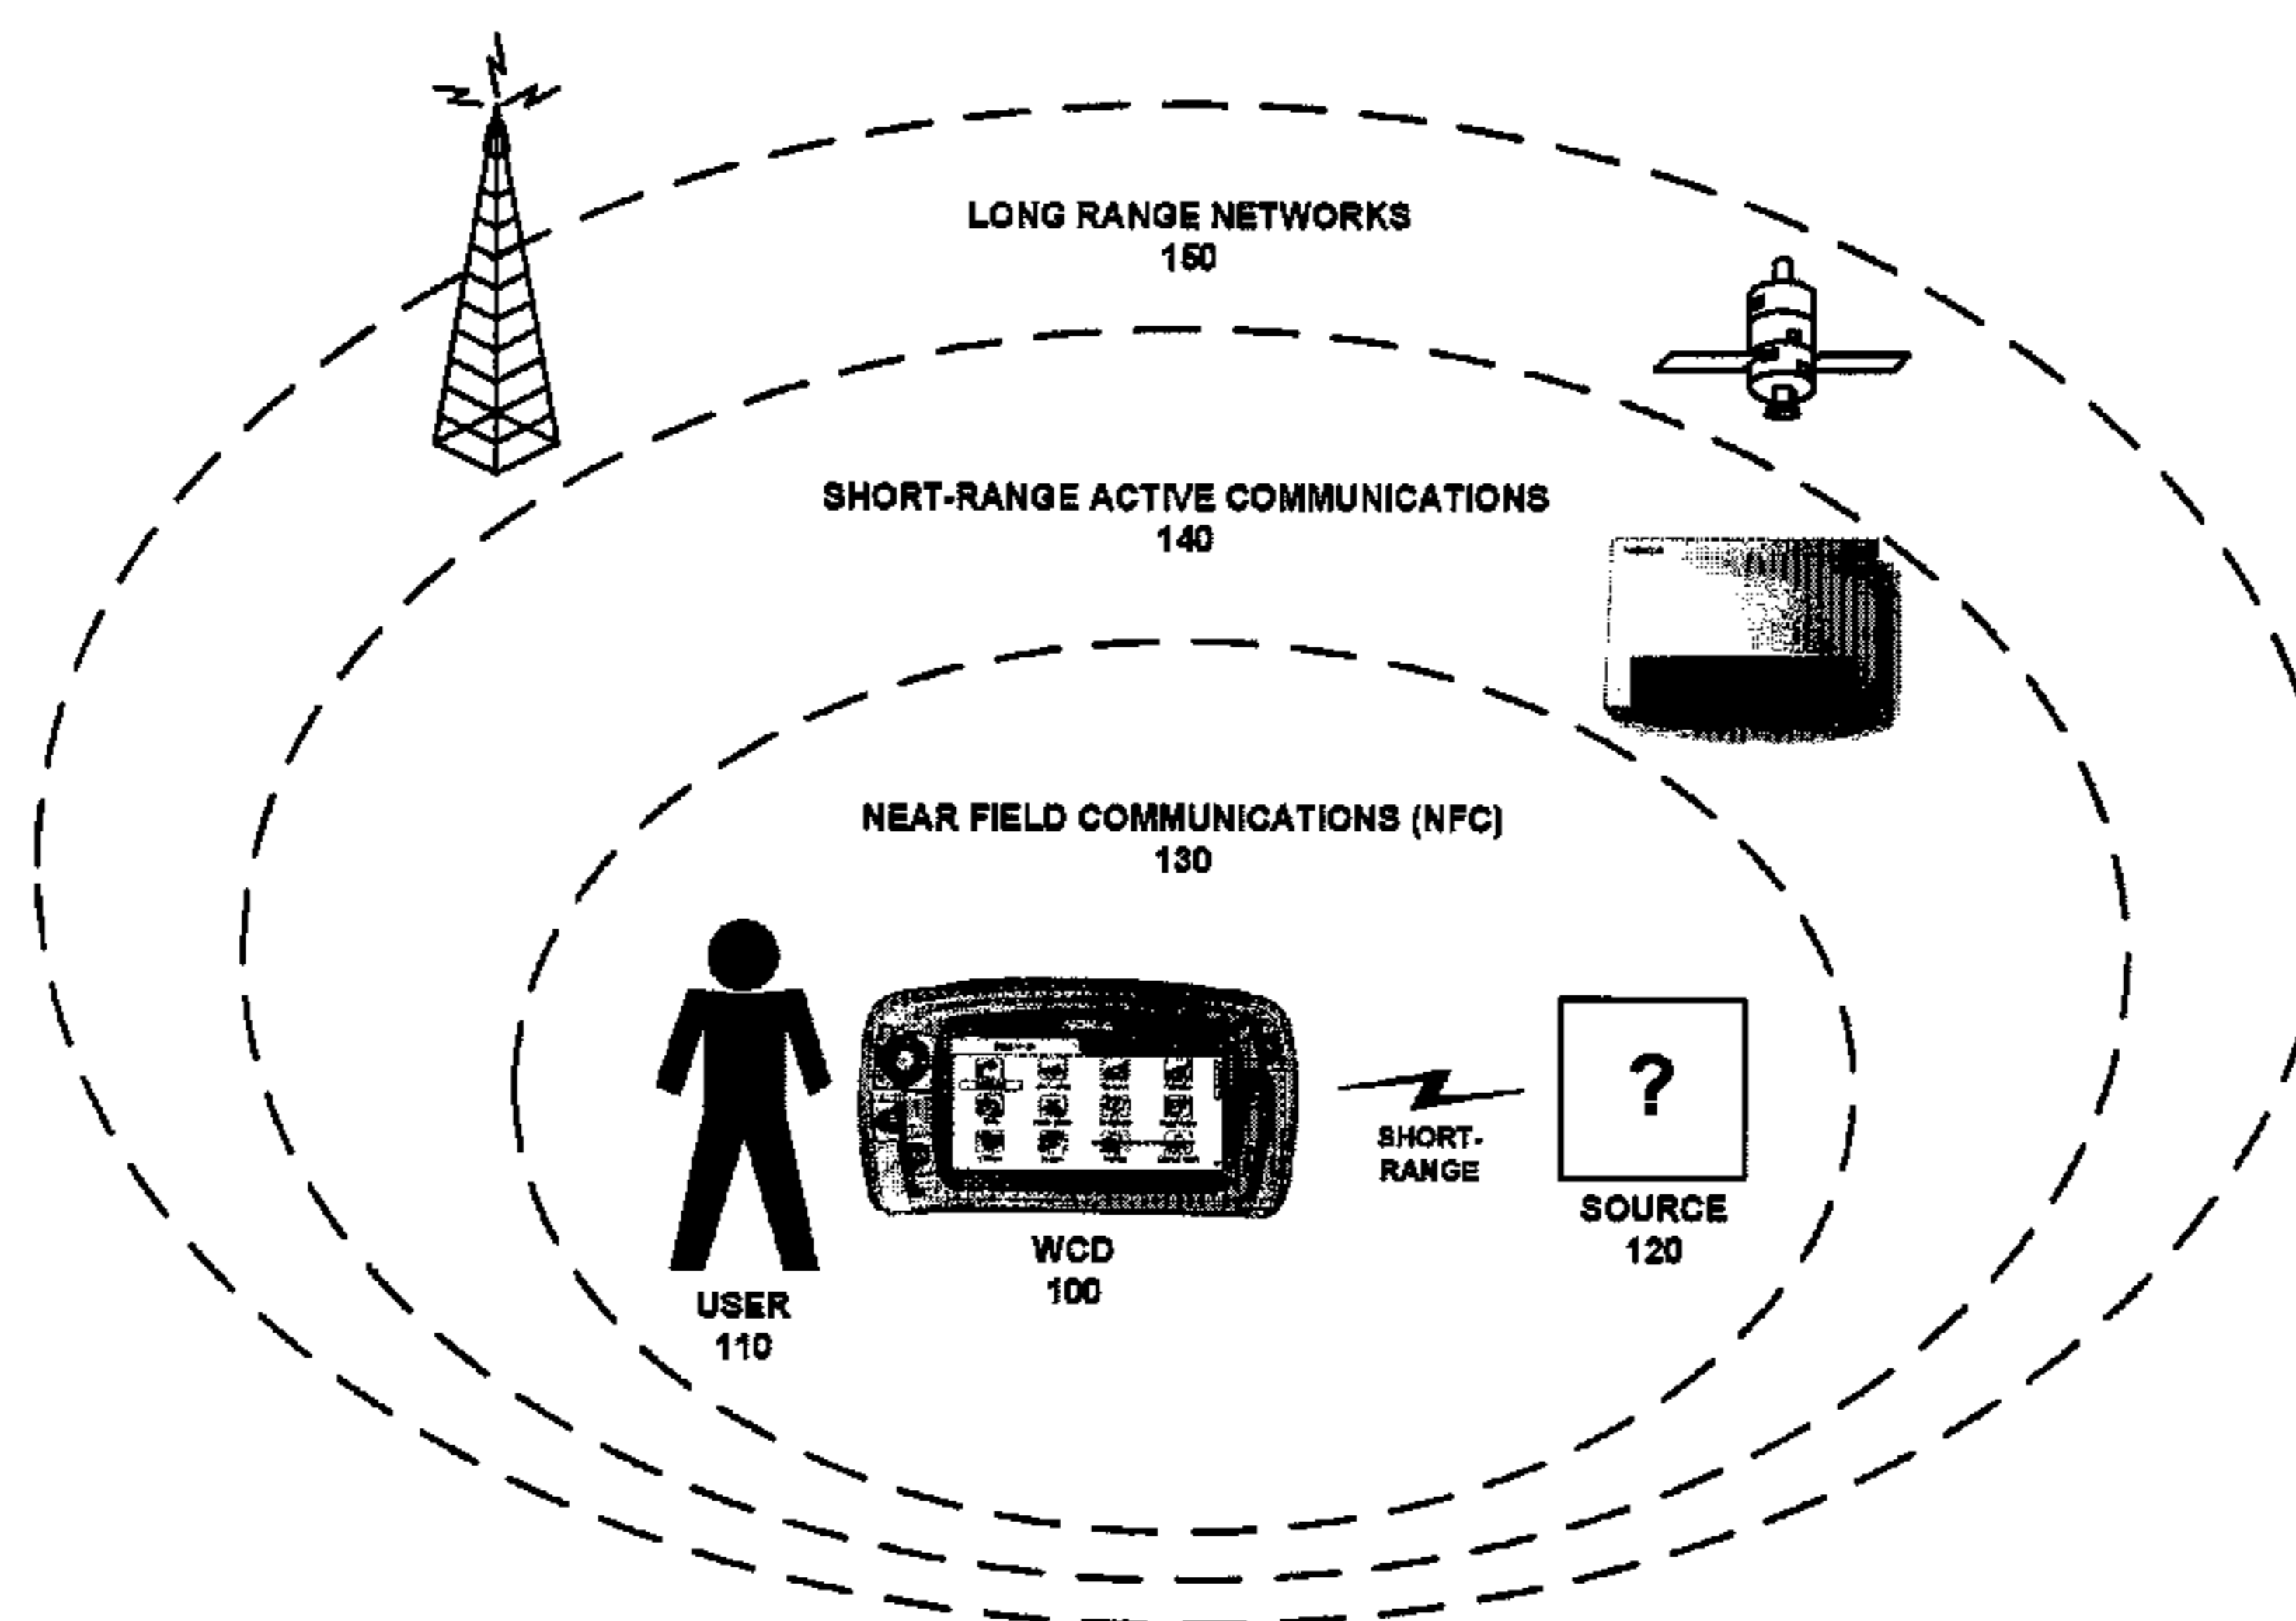 LONG RANGE NETWORKS
150
SHORT-RANGE ACTIVE COMMUNICATIONS
140
NEAR FIELD COMMUNICATIONS (NFC)
130
?
SHORT-
RANGE
SOURCE
120
WCD
100
USER
110